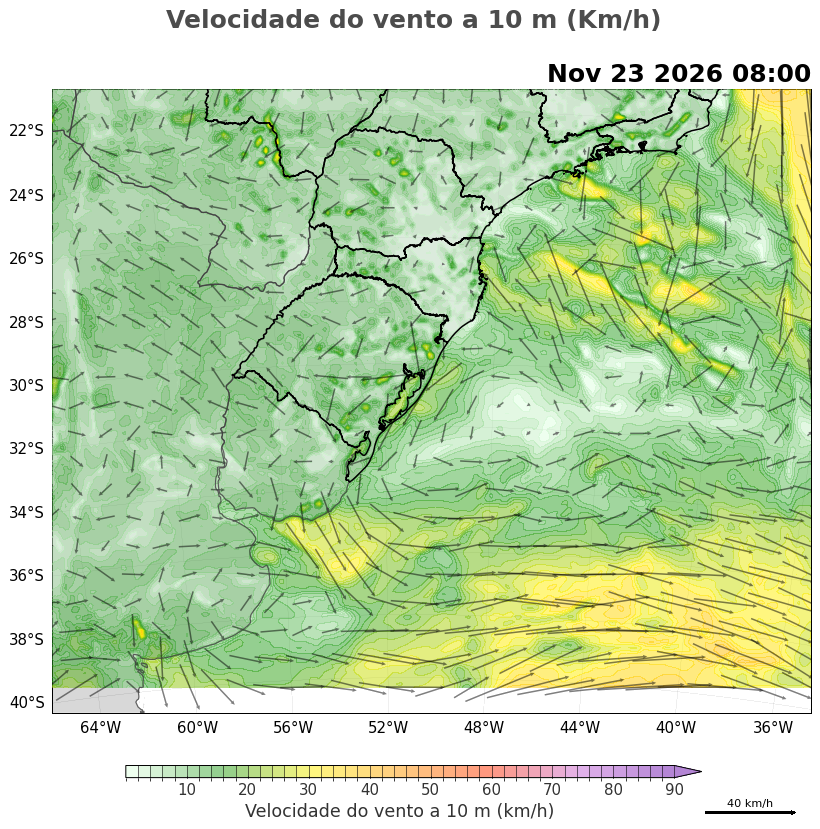 Velocidade do vento a 10 m (Km/h)
Nov 23 2026 08:00
22°S
24°S
26°S
28°S
30°S
32°S
34°S
36°S
38°S
40°S
64°W 60°W 56°W 52°W 48°W 44°W 40°W 36°W
10 20 30 40 50 60 70 80 90
Velocidade do vento a 10 m (km/h)
40 km/h